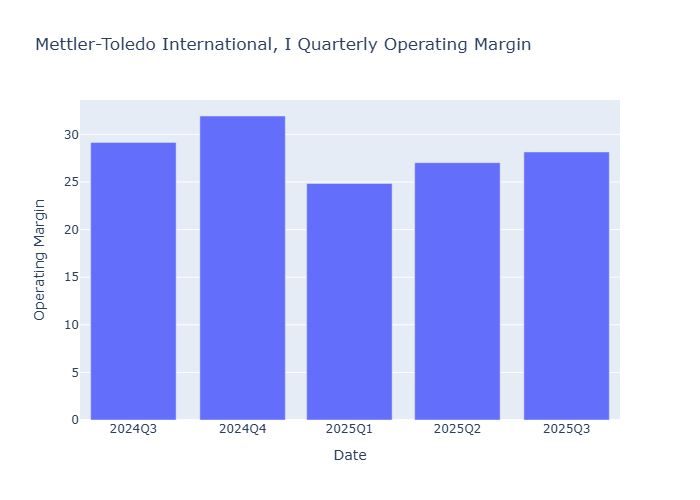 Mettler-Toledo International, I Quarterly Operating Margin
Operating Margin
30
25
20
15
10
5
0
2024Q3
2024Q4
2025Q1
2025Q2
2025Q3
Date